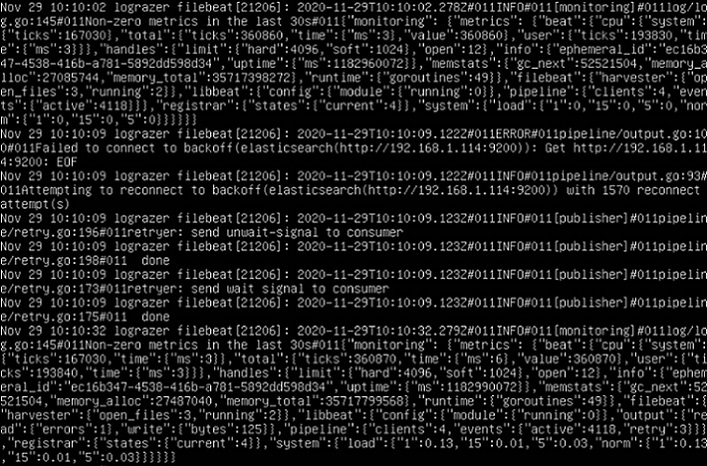 Nov 29 10:10:02 lograzer filebeat[21206]: 2020-11-29T10:10:02.278Z#011INFO#011[monitoring]#011log/lo
g.go:145#011Non-zero metrics in the last 30s#011{"monitoring": {"metrics": {"beat":{"cpu":{"system":
{"ticks":167030},"total":{"ticks":360860,"time":{"ms":3},"value":360860},"user":{"ticks":193830,"tim
e":{"ms":3}}},"handles":{"limit":{"hard":4096,"soft":1024},"open":12},"info":{"ephemeral_id":"ec16b3
47-4538-416b-a781-5892dd598d34","uptime":{"ms":1182960072}},"memstats":{"gc_next":52521504,"memory_a
lloc":27085744,"memory_total":35717398272},"runtime":{"goroutines":49}},"filebeat":{"harvester":{"op
en_files":3,"running":2}},"libbeat":{"config":{"module":{"running":0}},"pipeline":{"clients":4,"even
ts":{"active":4118}}},"registrar":{"states":{"current":4}},"system":{"load":{"1":0,"15":0,"5":0,"nor
m":{"1":0,"15":0,"5":0}}}}}}
Nov 29 10:10:09 lograzer filebeat[21206]: 2020-11-29T10:10:09.122Z#011ERROR#011pipeline/output.go:10
0#011Failed to connect to backoff(elasticsearch(http://192.168.1.114:9200)): Get http://192.168.1.11
4:9200: EOF
Nov 29 10:10:09 lograzer filebeat[21206]: 2020-11-29T10:10:09.122Z#011INFO#011pipeline/output.go:93#
011Attempting to reconnect to backoff(elasticsearch(http://192.168.1.114:9200)) with 1570 reconnect
attempt(s)
Nov 29 10:10:09 lograzer filebeat[21206]: 2020-11-29T10:10:09.123Z#011INFO#011[publisher]#011pipelin
e/retry.go:196#011retryer: send unwait-signal to consumer
Nov 29 10:10:09 lograzer filebeat[21206]: 2020-11-29T10:10:09.123Z#011INFO#011[publisher]#011pipelin
e/retry.go:198#011  done
Nov 29 10:10:09 lograzer filebeat[21206]: 2020-11-29T10:10:09.123Z#011INFO#011[publisher]#011pipelin
e/retry.go:173#011retryer: send wait signal to consumer
Nov 29 10:10:09 lograzer filebeat[21206]: 2020-11-29T10:10:09.123Z#011INFO#011[publisher]#011pipelin
e/retry.go:175#011  done
Nov 29 10:10:32 lograzer filebeat[21206]: 2020-11-29T10:10:32.279Z#011INFO#011[monitoring]#011log/lo
g.go:145#011Non-zero metrics in the last 30s#011{"monitoring": {"metrics": {"beat":{"cpu":{"system":
{"ticks":167030,"time":{"ms":3}},"total":{"ticks":360870,"time":{"ms":6},"value":360870},"user":{"ti
cks":193840,"time":{"ms":3}}},"handles":{"limit":{"hard":4096,"soft":1024},"open":12},"info":{"ephem
eral_id":"ec16b347-4538-416b-a781-5892dd598d34","uptime":{"ms":1182990072}},"memstats":{"gc_next":52
521504,"memory_alloc":27487040,"memory_total":35717799568},"runtime":{"goroutines":49}},"filebeat":{
"harvester":{"open_files":3,"running":2}},"libbeat":{"config":{"module":{"running":0}},"output":{"re
ad":{"errors":1},"write":{"bytes":125}},"pipeline":{"clients":4,"events":{"active":4118,"retry":3}}}
,"registrar":{"states":{"current":4}},"system":{"load":{"1":0.13,"15":0.01,"5":0.03,"norm":{"1":0.13
,"15":0.01,"5":0.03}}}}}}